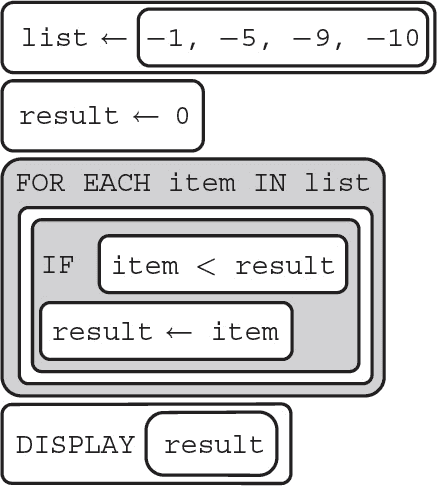 list ← −1, −5, −9, −10
result ← 0
FOR EACH item IN list
IF item < result
result ← item
DISPLAY result